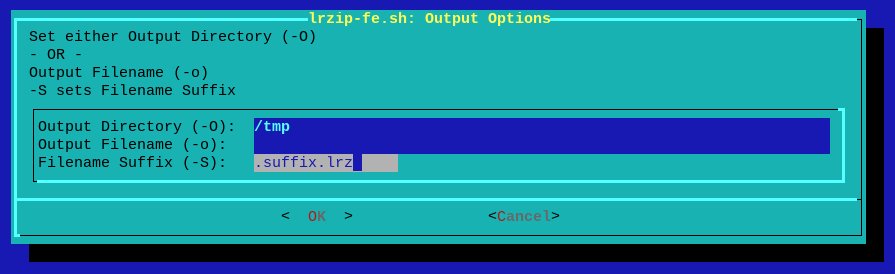 lrzip-fe.sh: Output Options
Set either Output Directory (-O)
- OR -
Output Filename (-o)
-S sets Filename Suffix
Output Directory (-O): /tmp
Output Filename (-o):
Filename Suffix (-S): .suffix.lrz
< OK > <Cancel>